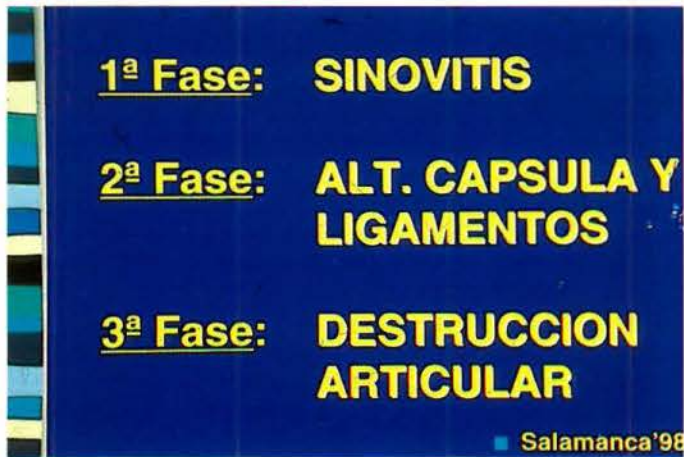 1ª Fase: SINOVITIS
2ª Fase: ALT. CAPSULA Y
LIGAMENTOS
3ª Fase: DESTRUCCION
ARTICULAR
Salamanca'98